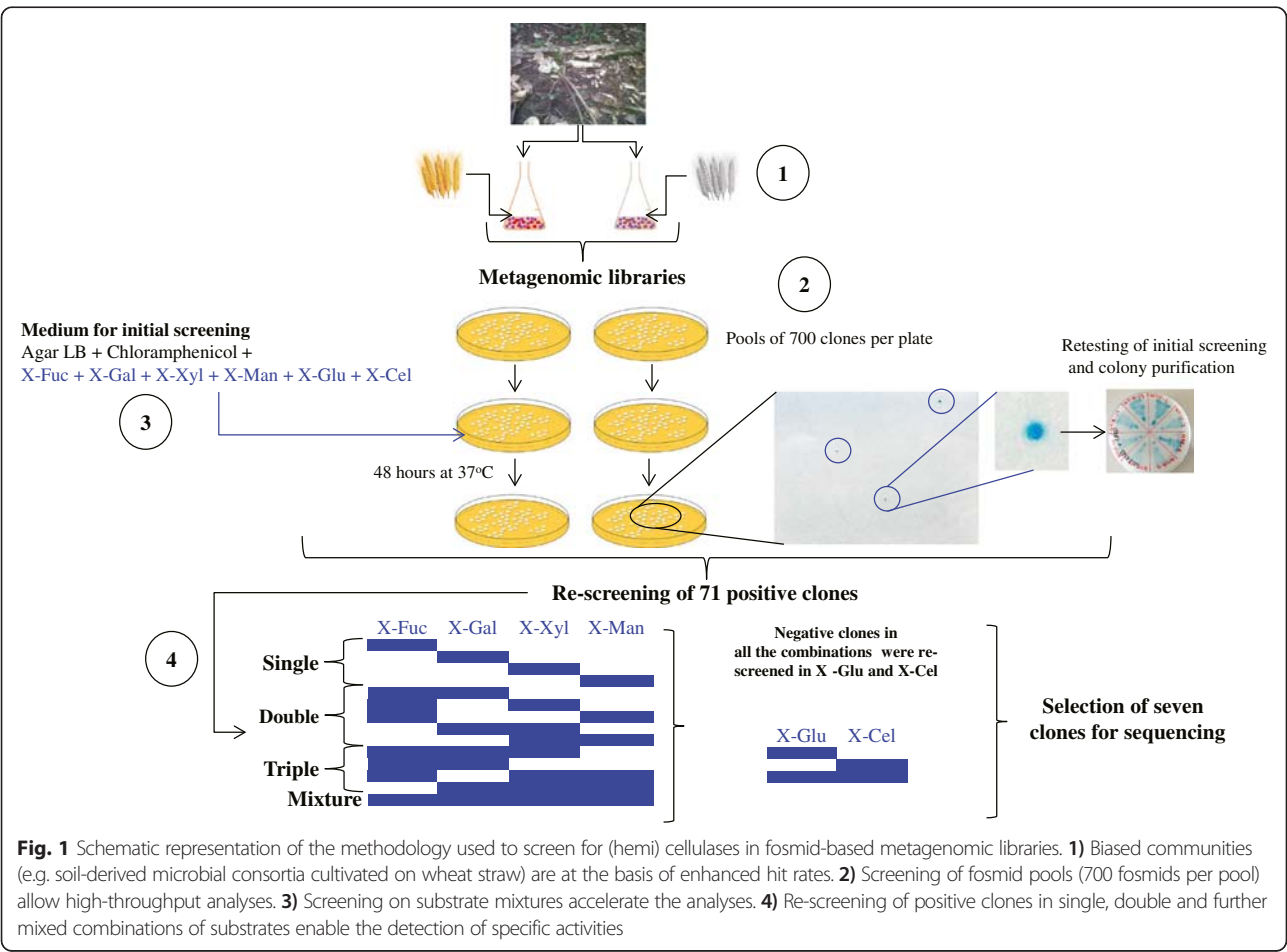 1
Metagenomic libraries
2
Medium for initial screening
Agar LB + Chloramphenicol +
X-Fuc + X-Gal + X-Xyl + X-Man + X-Glu + X-Cel
3
Pools of 700 clones per plate
Retesting of initial screening
and colony purification
48 hours at 37ºC
Re-screening of 71 positive clones
4
X-Fuc X-Gal X-Xyl X-Man
Single
Double
Triple
Mixture
Negative clones in
all the combinations were re-
screened in X -Glu and X-Cel
X-Glu X-Cel
Selection of seven
clones for sequencing
Fig. 1 Schematic representation of the methodology used to screen for (hemi) cellulases in fosmid-based metagenomic libraries. 1) Biased communities
(e.g. soil-derived microbial consortia cultivated on wheat straw) are at the basis of enhanced hit rates. 2) Screening of fosmid pools (700 fosmids per pool)
allow high-throughput analyses. 3) Screening on substrate mixtures accelerate the analyses. 4) Re-screening of positive clones in single, double and further
mixed combinations of substrates enable the detection of specific activities